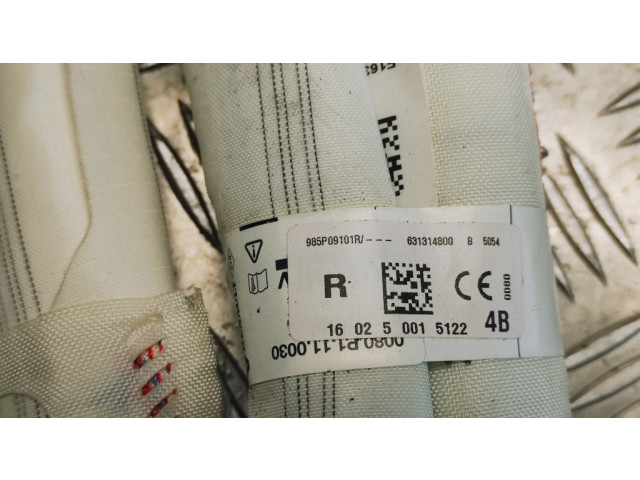 985P09101R/--- 631314800 B 5054
R CE 0080
16 02 5 001 5122 4B
0080.P1.11.0030